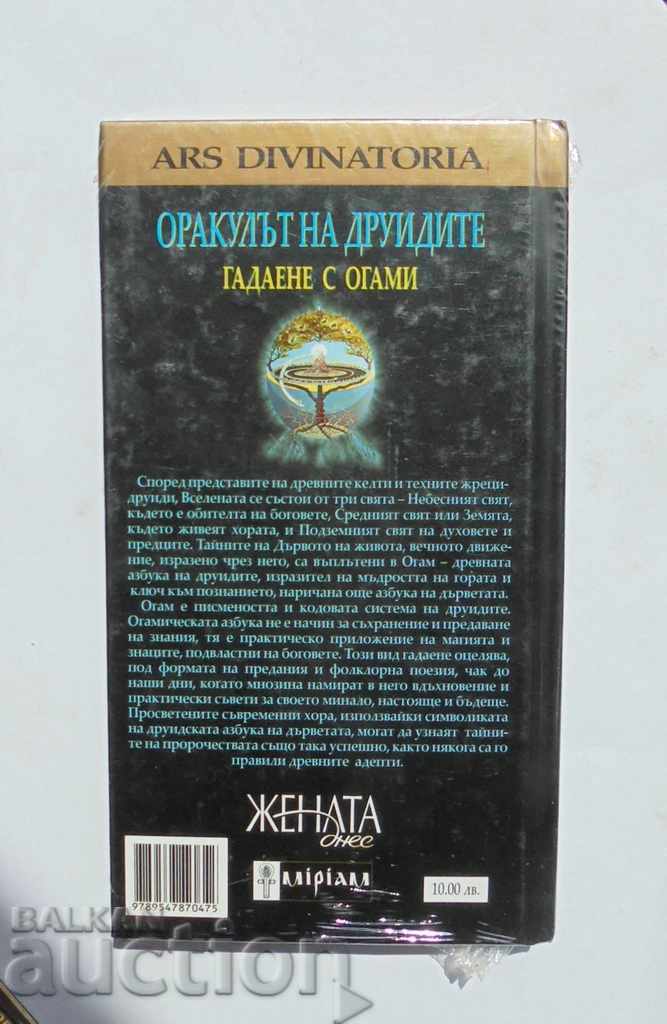 ARS DIVINATORIA
ОРАКУЛЪТ НА ДРУИДИТЕ
ГАДАЕНЕ С ОГАМИ
Според представите на древните келти и техните жреци-
друиди, Вселената се състои от три свята – Небесният свят,
където е обителта на боговете, Средният свят или Земята,
където живеят хората, и Подземният свят на духовете и
предците. Тайните на Дървото на живота, вечното движе-
ние, изразено чрез него, са въплътени в Огам – древната
азбука на друидите, изразител на мъдростта на гората и
ключ към познанието, наричана още азбука на дърветата.
Огам е писмеността и кодовата система на друидите.
Огамическата азбука не е начин за съхранение и предаване
на знания, тя е практическо приложение на магията и
знаците, подвластни на боговете. Този вид гадаене оцелява,
под формата на предания и фолклорна поезия, чак до
наши дни, когато мнозина намират в него вдъхновение и
практически съвети за своето минало, настояще и бъдеще.
Просветените съвременни хора, използвайки символиката
на друидската азбука на дърветата, могат да узнаят тайни-
те на пророчествата също така успешно, както някога са го
правили древните адепти.
ЖЕНАТА
днес
міріам
10.00 лв.
9789547870475
BALKAN
auction